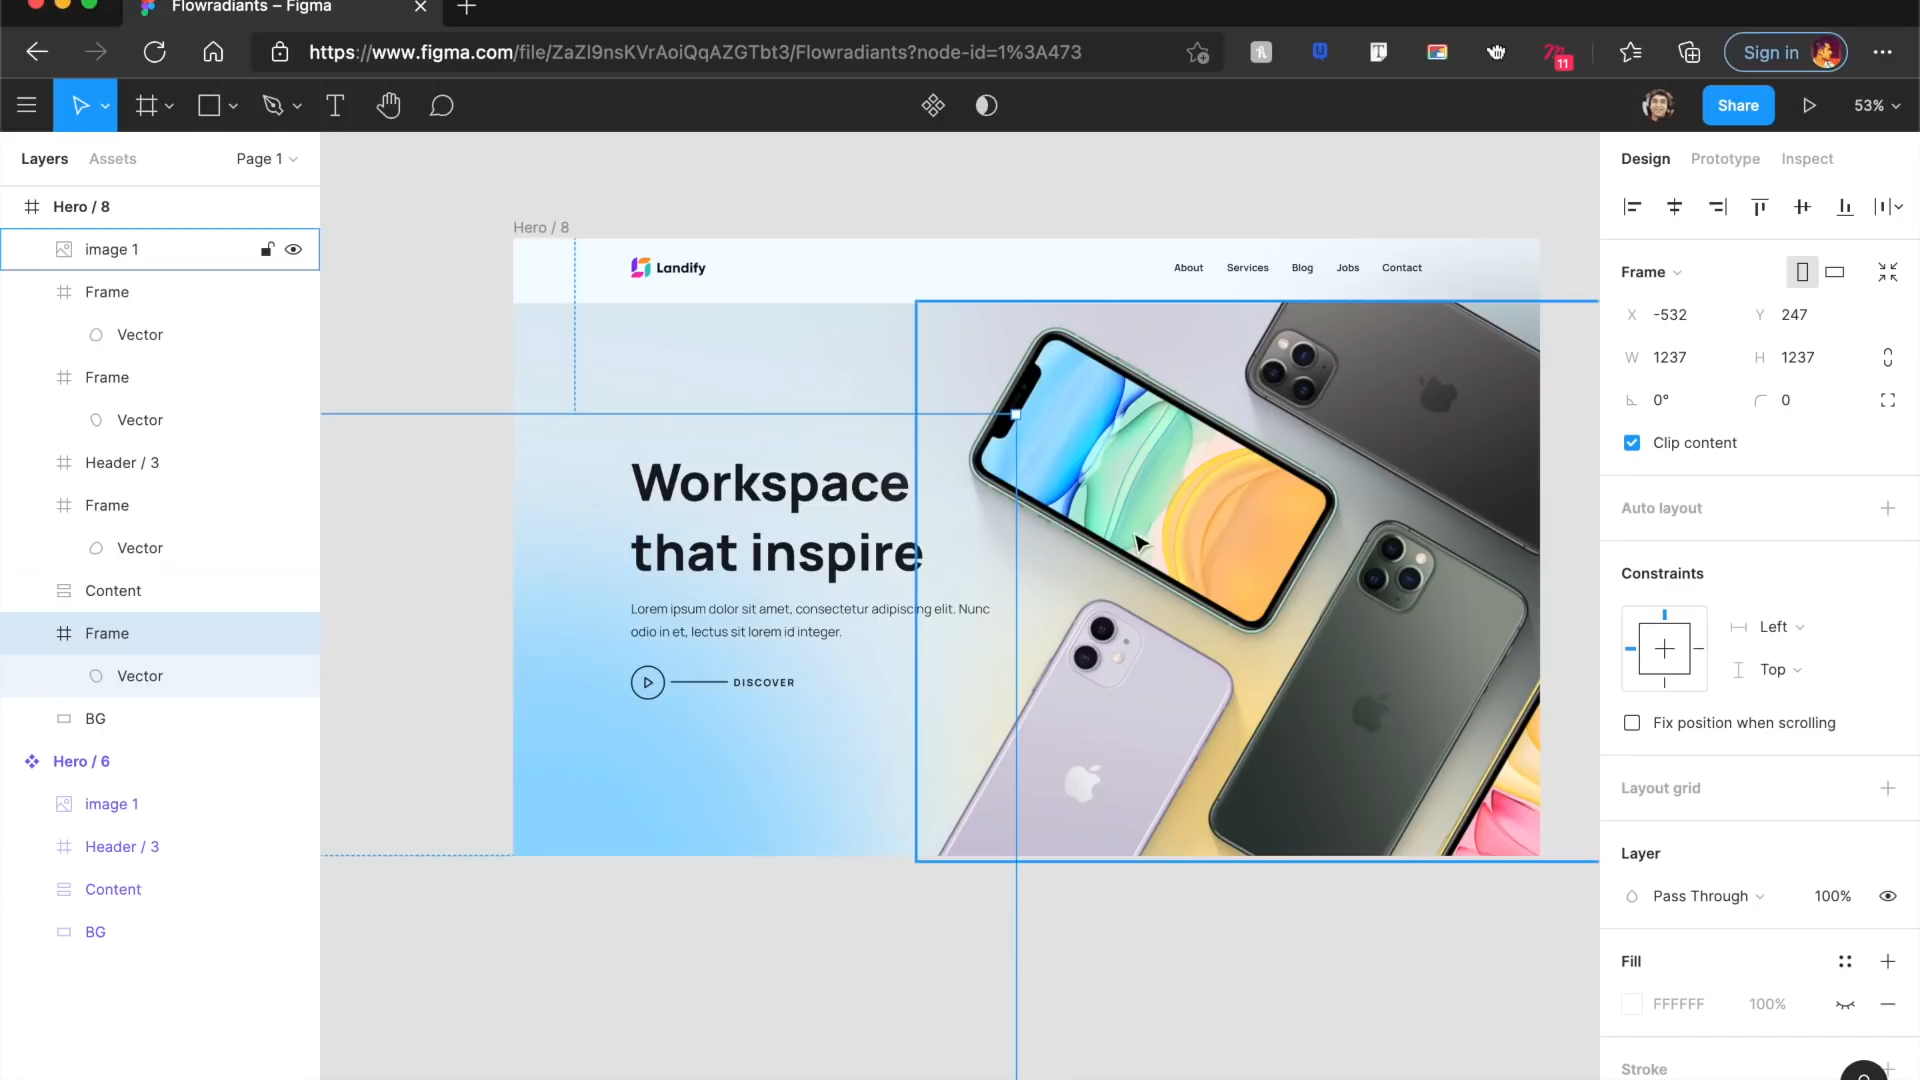 Flowradiants – Figma
https://www.figma.com/file/ZaZl9nsKVrAoiQqAZGTbt3/Flowradiants?node-id=1%3A473
11
Sign in
Share
53%
Layers
Assets
Page 1
Hero / 8
image 1
Frame
Vector
Frame
Vector
Header / 3
Frame
Vector
Content
Frame
Vector
BG
Hero / 6
image 1
Header / 3
Content
BG
Hero / 8
Landify
About
Services
Blog
Jobs
Contact
Workspace
that inspire
Lorem ipsum dolor sit amet, consectetur adipiscing elit. Nunc
odio in et, lectus sit lorem id integer.
DISCOVER
Design
Prototype
Inspect
Frame
X -532
Y 247
W 1237
H 1237
0°
0
Clip content
Auto layout
Constraints
Left
Top
Fix position when scrolling
Layout grid
Layer
Pass Through
100%
Fill
FFFFFF
100%
Stroke